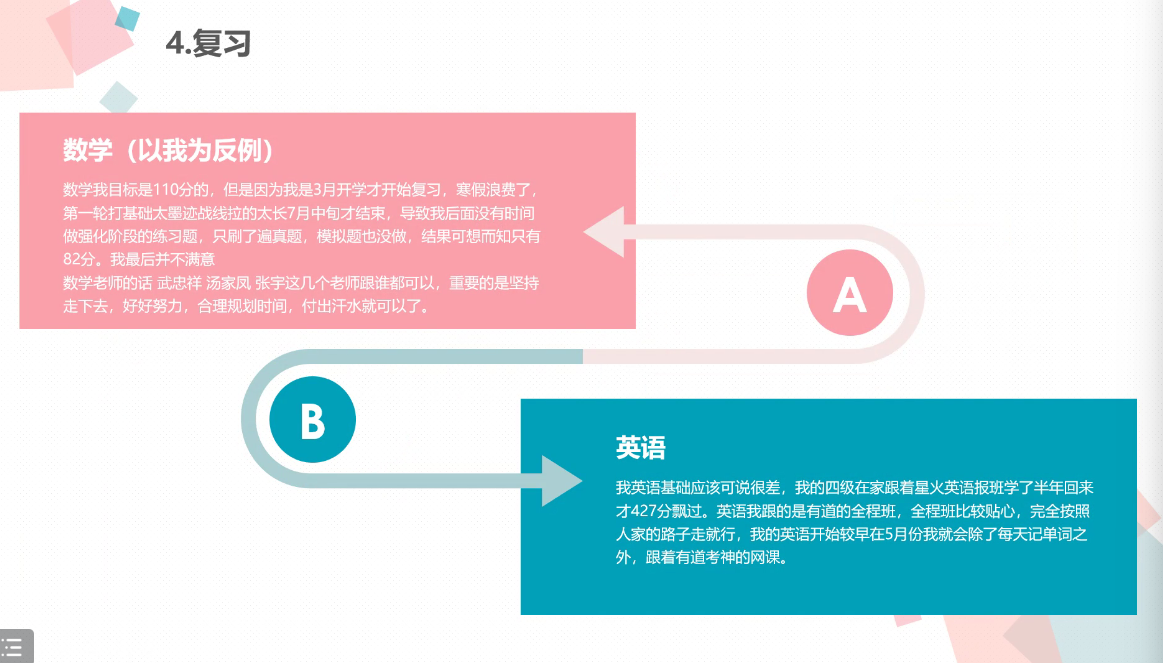 4.复习
数学（以我为反例）
数学我目标是110分的，但是因为我是3月开学才开始复习，寒假浪费了，
第一轮打基础太墨迹战线拉的太长7月中旬才结束，导致我后面没有时间
做强化阶段的练习题，只刷了遍真题，模拟题也没做，结果可想而知只有
82分。我最后并不满意
数学老师的话 武忠祥 汤家凤 张宇这几个老师跟谁都可以，重要的是坚持
走下去，好好努力，合理规划时间，付出汗水就可以了。
A
B
英语
我英语基础应该可说很差，我的四级在家跟着星火英语报班学了半年回来
才427分飘过。英语我跟的是有道的全程班，全程班比较贴心，完全按照
人家的路子走就行，我的英语开始较早在5月份我就会除了每天记单词之
外，跟着有道考神的网课。